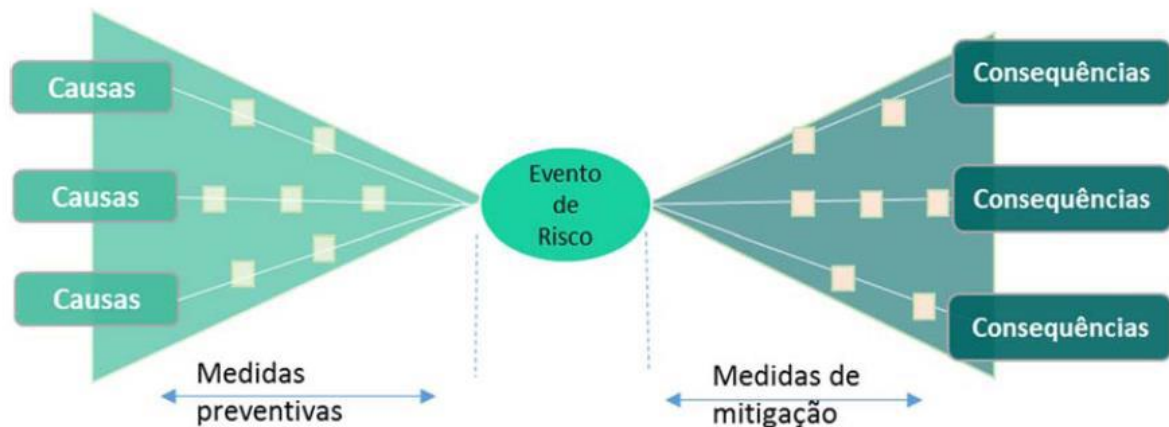 Causas
Causas
Causas
Medidas
preventivas
Evento
de
Risco
Consequências
Consequências
Consequências
Medidas de
mitigação